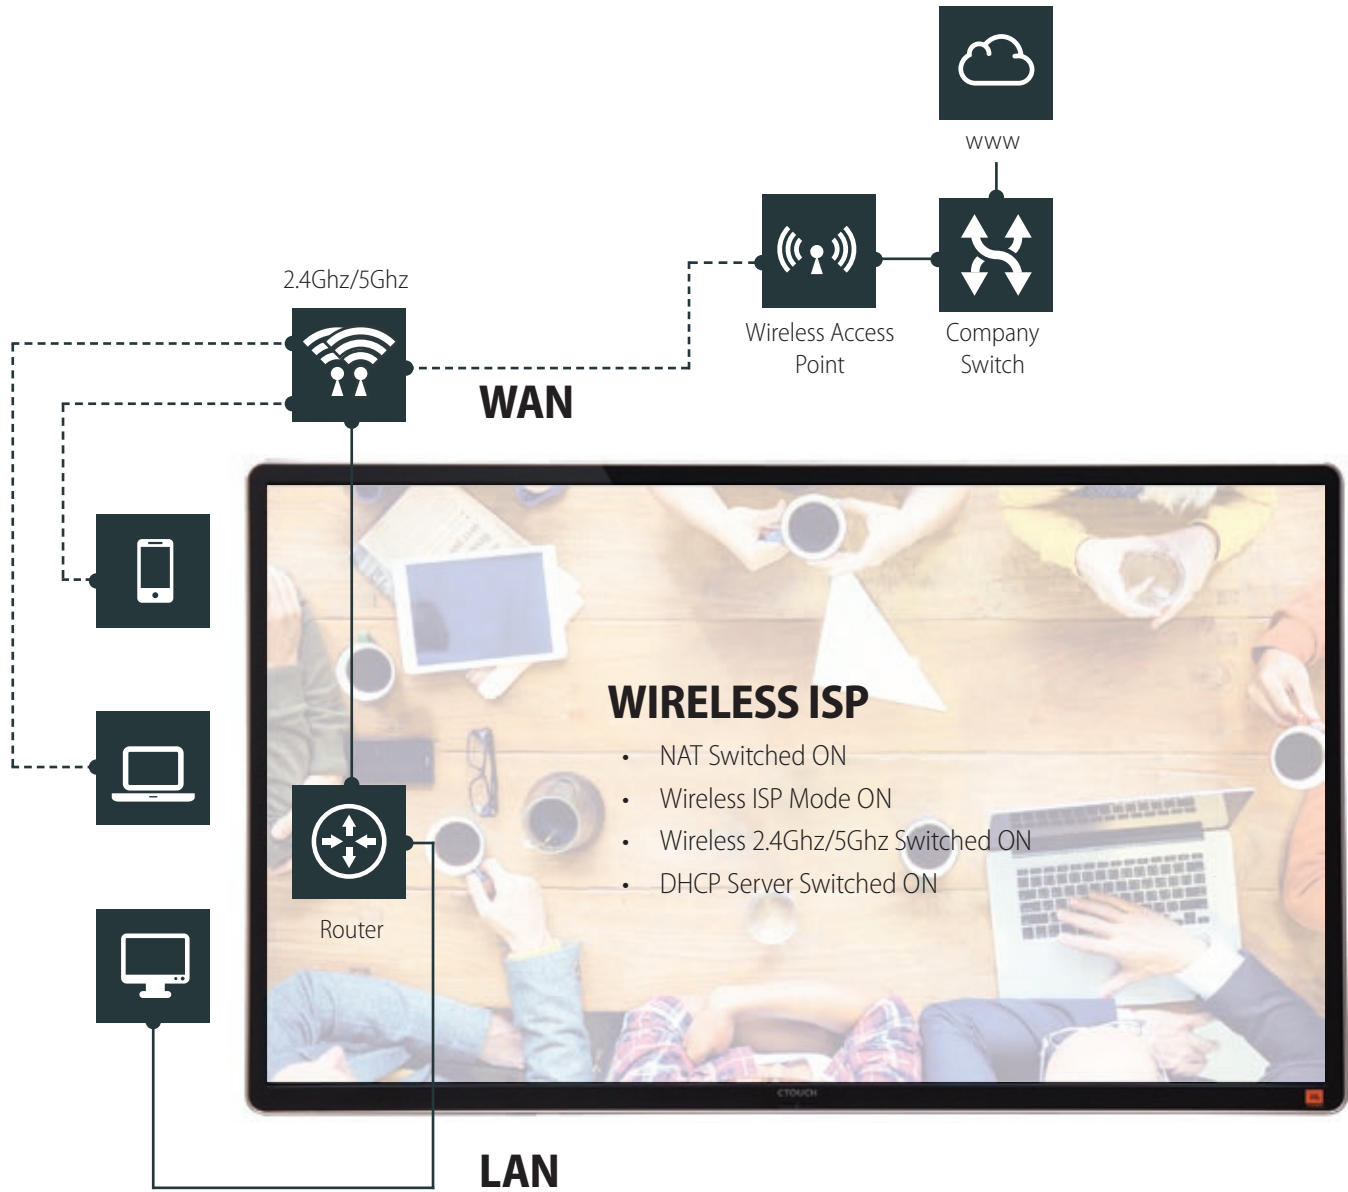 www
2.4Ghz/5Ghz
Wireless Access
Point
Company
Switch
WAN
WIRELESS ISP
• NAT Switched ON
• Wireless ISP Mode ON
• Wireless 2.4Ghz/5Ghz Switched ON
• DHCP Server Switched ON
Router
CTOUCH
LAN